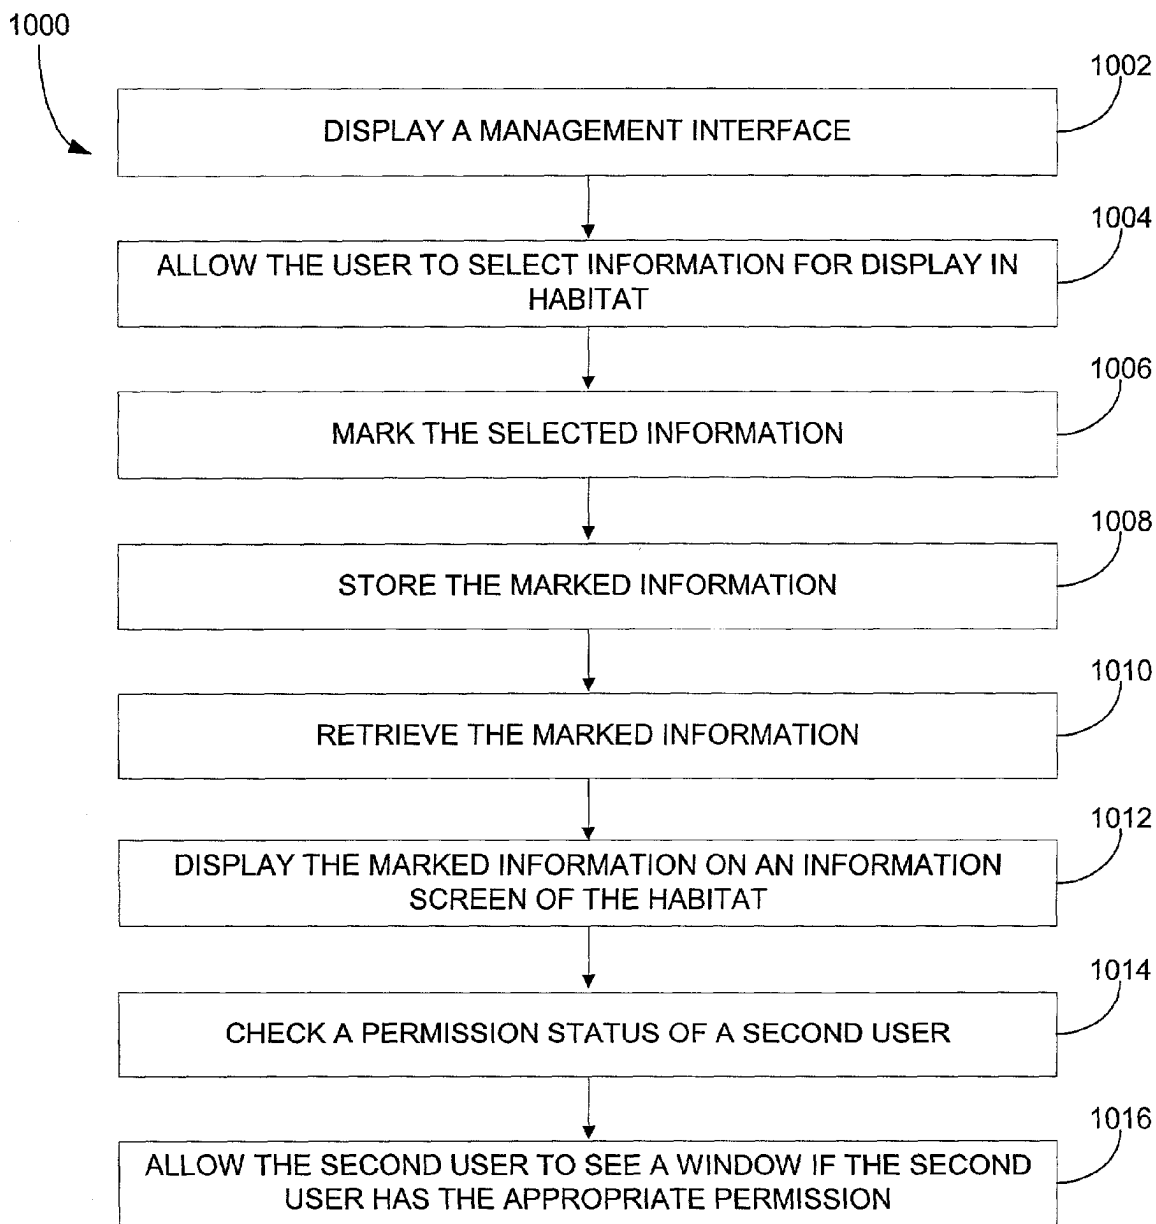 1000
1002
DISPLAY A MANAGEMENT INTERFACE
1004
ALLOW THE USER TO SELECT INFORMATION FOR DISPLAY IN
HABITAT
1006
MARK THE SELECTED INFORMATION
1008
STORE THE MARKED INFORMATION
1010
RETRIEVE THE MARKED INFORMATION
1012
DISPLAY THE MARKED INFORMATION ON AN INFORMATION
SCREEN OF THE HABITAT
1014
CHECK A PERMISSION STATUS OF A SECOND USER
1016
ALLOW THE SECOND USER TO SEE A WINDOW IF THE SECOND
USER HAS THE APPROPRIATE PERMISSION